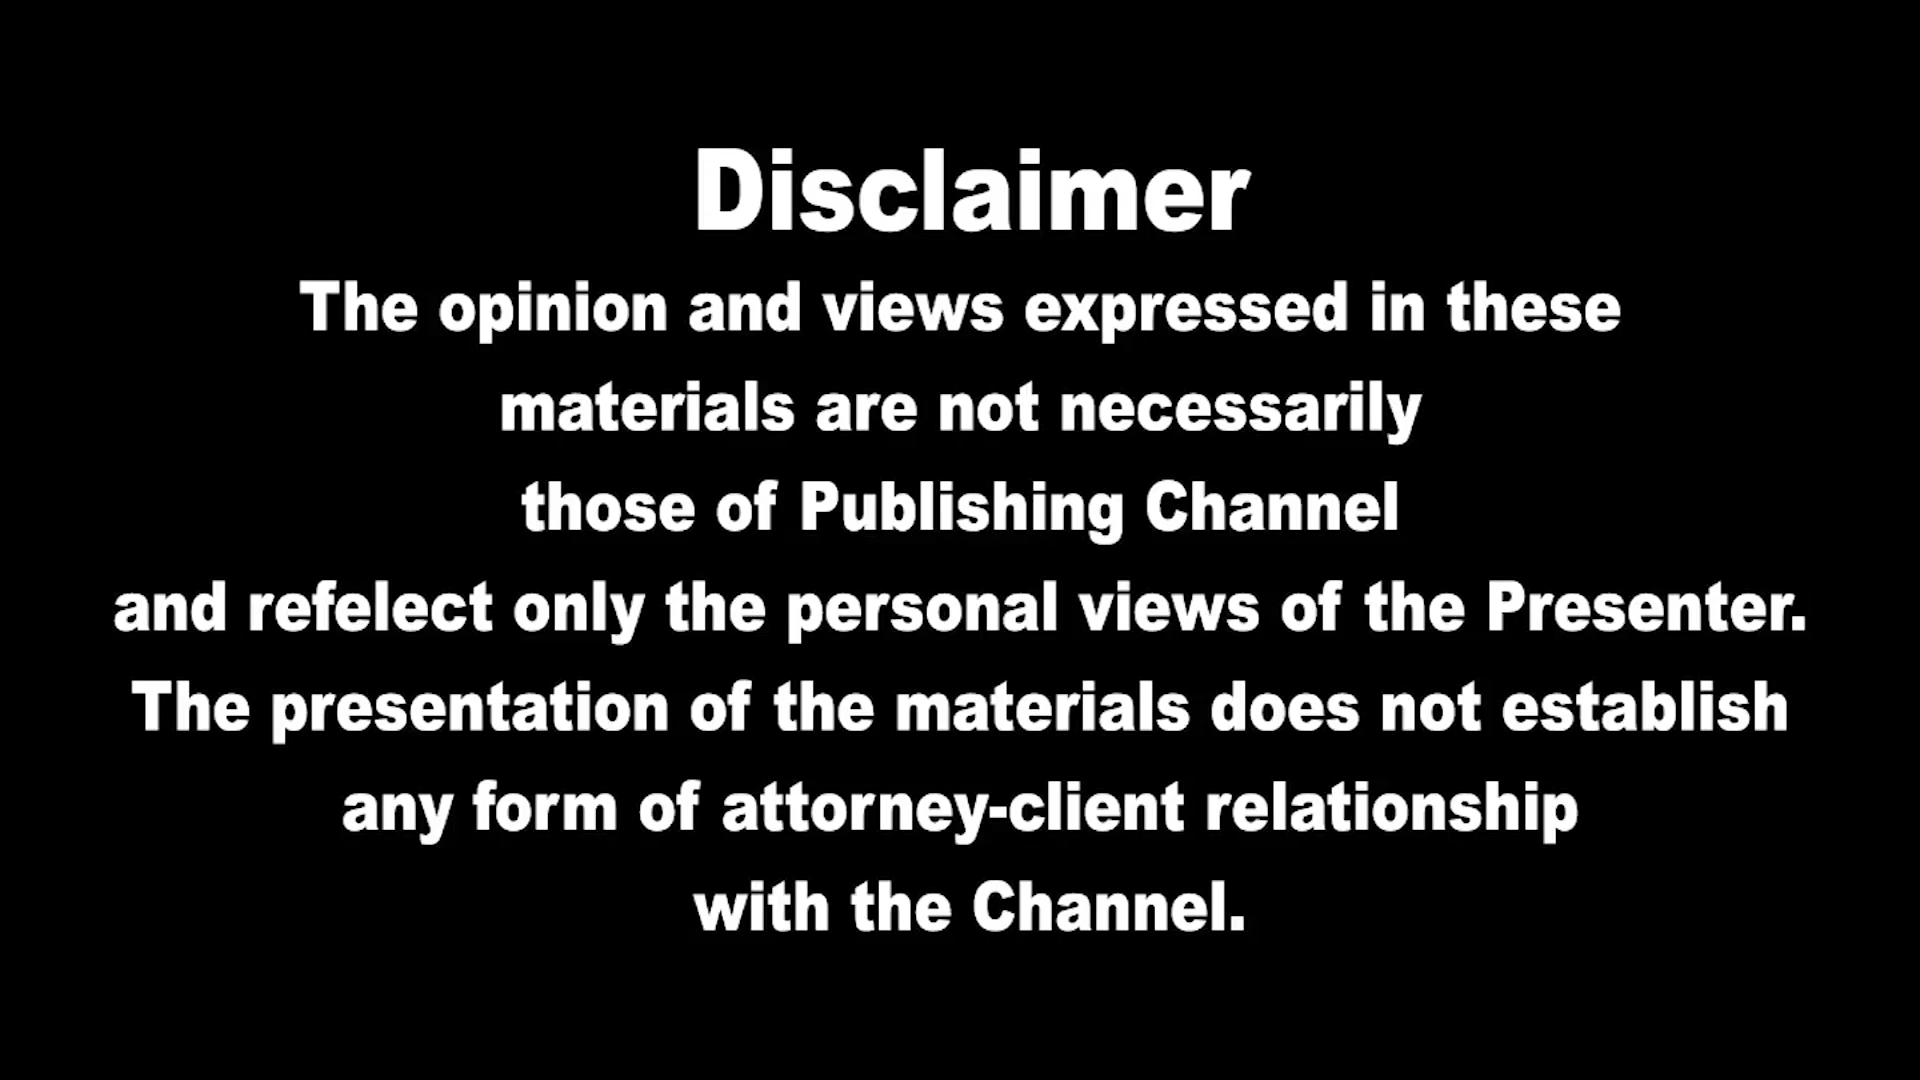 Disclaimer
The opinion and views expressed in these
materials are not necessarily
those of Publishing Channel
and refelect only the personal views of the Presenter.
The presentation of the materials does not establish
any form of attorney-client relationship
with the Channel.